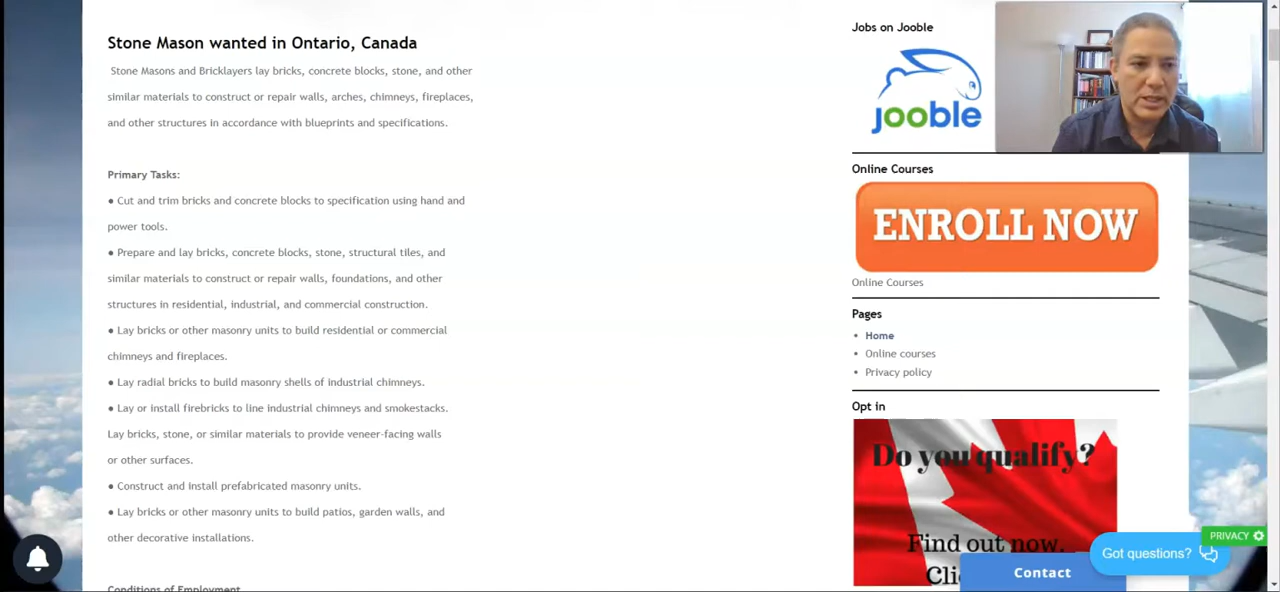 Stone Mason wanted in Ontario, Canada
Stone Masons and Bricklayers lay bricks, concrete blocks, stone, and other
similar materials to construct or repair walls, arches, chimneys, fireplaces,
and other structures in accordance with blueprints and specifications.
Primary Tasks:
● Cut and trim bricks and concrete blocks to specification using hand and
power tools.
● Prepare and lay bricks, concrete blocks, stone, structural tiles, and
similar materials to construct or repair walls, foundations, and other
structures in residential, industrial, and commercial construction.
● Lay bricks or other masonry units to build residential or commercial
chimneys and fireplaces.
● Lay radial bricks to build masonry shells of industrial chimneys.
● Lay or install firebricks to line industrial chimneys and smokestacks.
Lay bricks, stone, or similar materials to provide veneer-facing walls
or other surfaces.
● Construct and install prefabricated masonry units.
● Lay bricks or other masonry units to build patios, garden walls, and
other decorative installations.
Conditions of Employment
Jobs on Jooble
jooble
Online Courses
ENROLL NOW
Online Courses
Pages
• Home
• Online courses
• Privacy policy
Opt in
Do you qualify?
Find out now.
Cli
PRIVACY
Got questions?
Contact